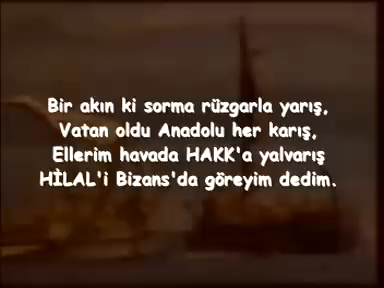 Bir akın ki sorma rüzgarla yarış,
Vatan oldu Anadolu her karış,
Ellerim havada HAKK'a yalvarış
HİLAL'i Bizans'da göreyim dedim.